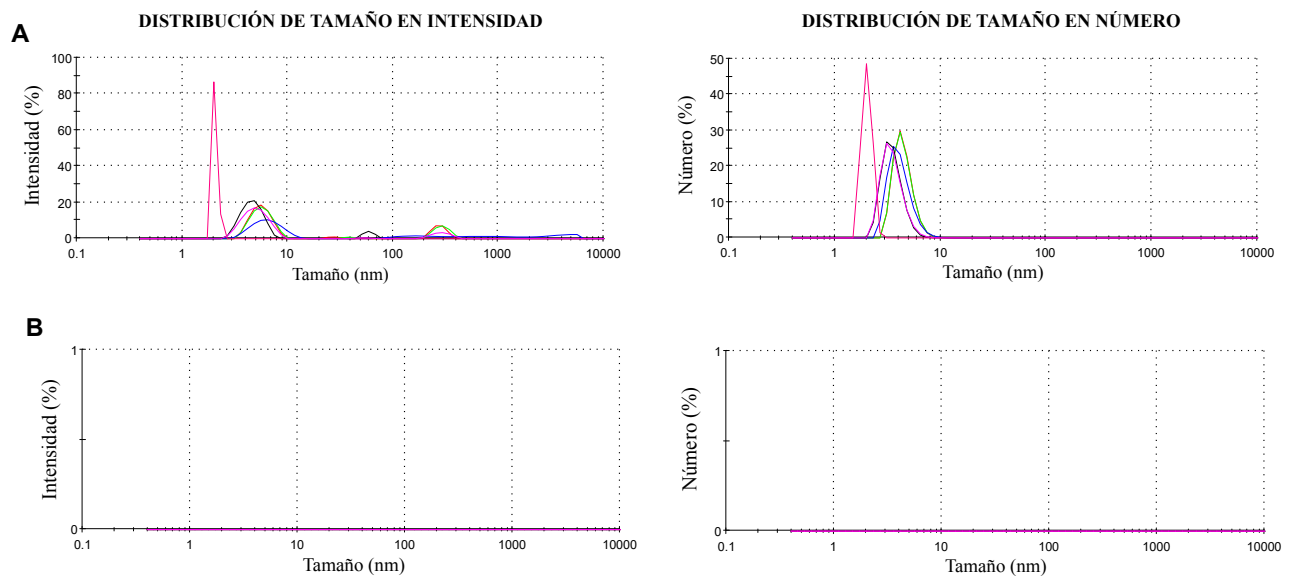 DISTRIBUCIÓN DE TAMAÑO EN INTENSIDAD
DISTRIBUCIÓN DE TAMAÑO EN NÚMERO
A
Intensidad (%)
100
80
60
40
20
0
0.1 1 10 100 1000 10000
Tamaño (nm)
Número (%)
50
40
30
20
10
0
0.1 1 10 100 1000 10000
Tamaño (nm)
B
Intensidad (%)
1
0
0.1 1 10 100 1000 10000
Tamaño (nm)
Número (%)
1
0
0.1 1 10 100 1000 10000
Tamaño (nm)